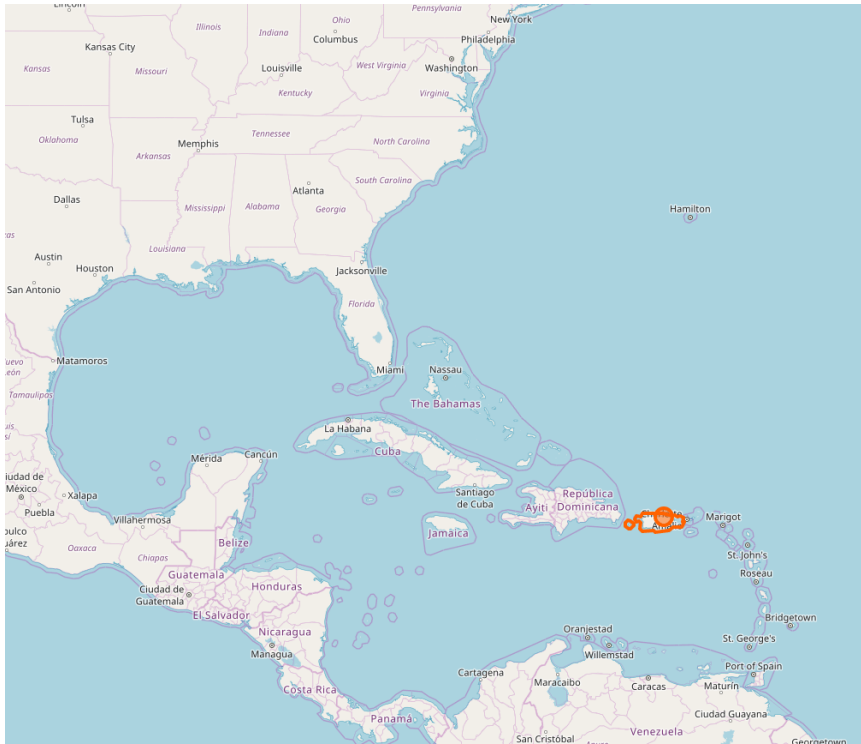 Lincoln
Pennsylvania
Illinois
Ohio
New York
Indiana
Columbus
Philadelphia
Kansas City
West Virginia
Washington
Kansas
Missouri
Louisville
Kentucky
Virginia
Tulsa
Tennessee
Oklahoma
Memphis
North Carolina
Arkansas
South Carolina
Atlanta
Dallas
Mississippi
Alabama
Georgia
Hamilton
Louisiana
Austin
Houston
Jacksonville
San Antonio
Florida
Matamoros
Miami
Nassau
Tamaulipas
The Bahamas
La Habana
Cuba
Mérida
Cancún
Ciudad de
México
Xalapa
Santiago
de Cuba
República
Dominicana
Ayiti
Puebla
Villahermosa
Marigot
Jamaica
Belize
Oaxaca
Chiapas
St. John's
Guatemala
Roseau
Honduras
Ciudad de
Guatemala
El Salvador
Nicaragua
Oranjestad
Bridgetown
Managua
Willemstad
St. George's
Port of Spain
Cartagena
Maracaibo
Caracas
Maturín
Costa Rica
Panamá
Ciudad Guayana
San Cristóbal
Venezuela
Georgetown